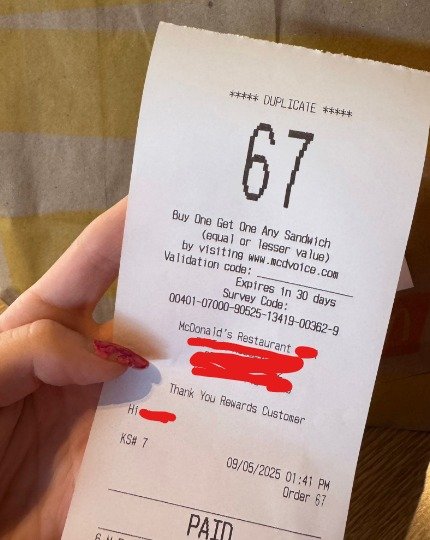 ***** DUPLICATE *****
67
Buy One Get One Any Sandwich
(equal or lesser value)
by visiting www.mcdvoice.com
Validation code: ____________
Expires in 30 days
Survey Code:
00401-07000-90525-13419-00362-9
McDonald's Restaurant
Thank You Rewards Customer
Hi
KS# 7
09/05/2025 01:41 PM
Order 67
PAID